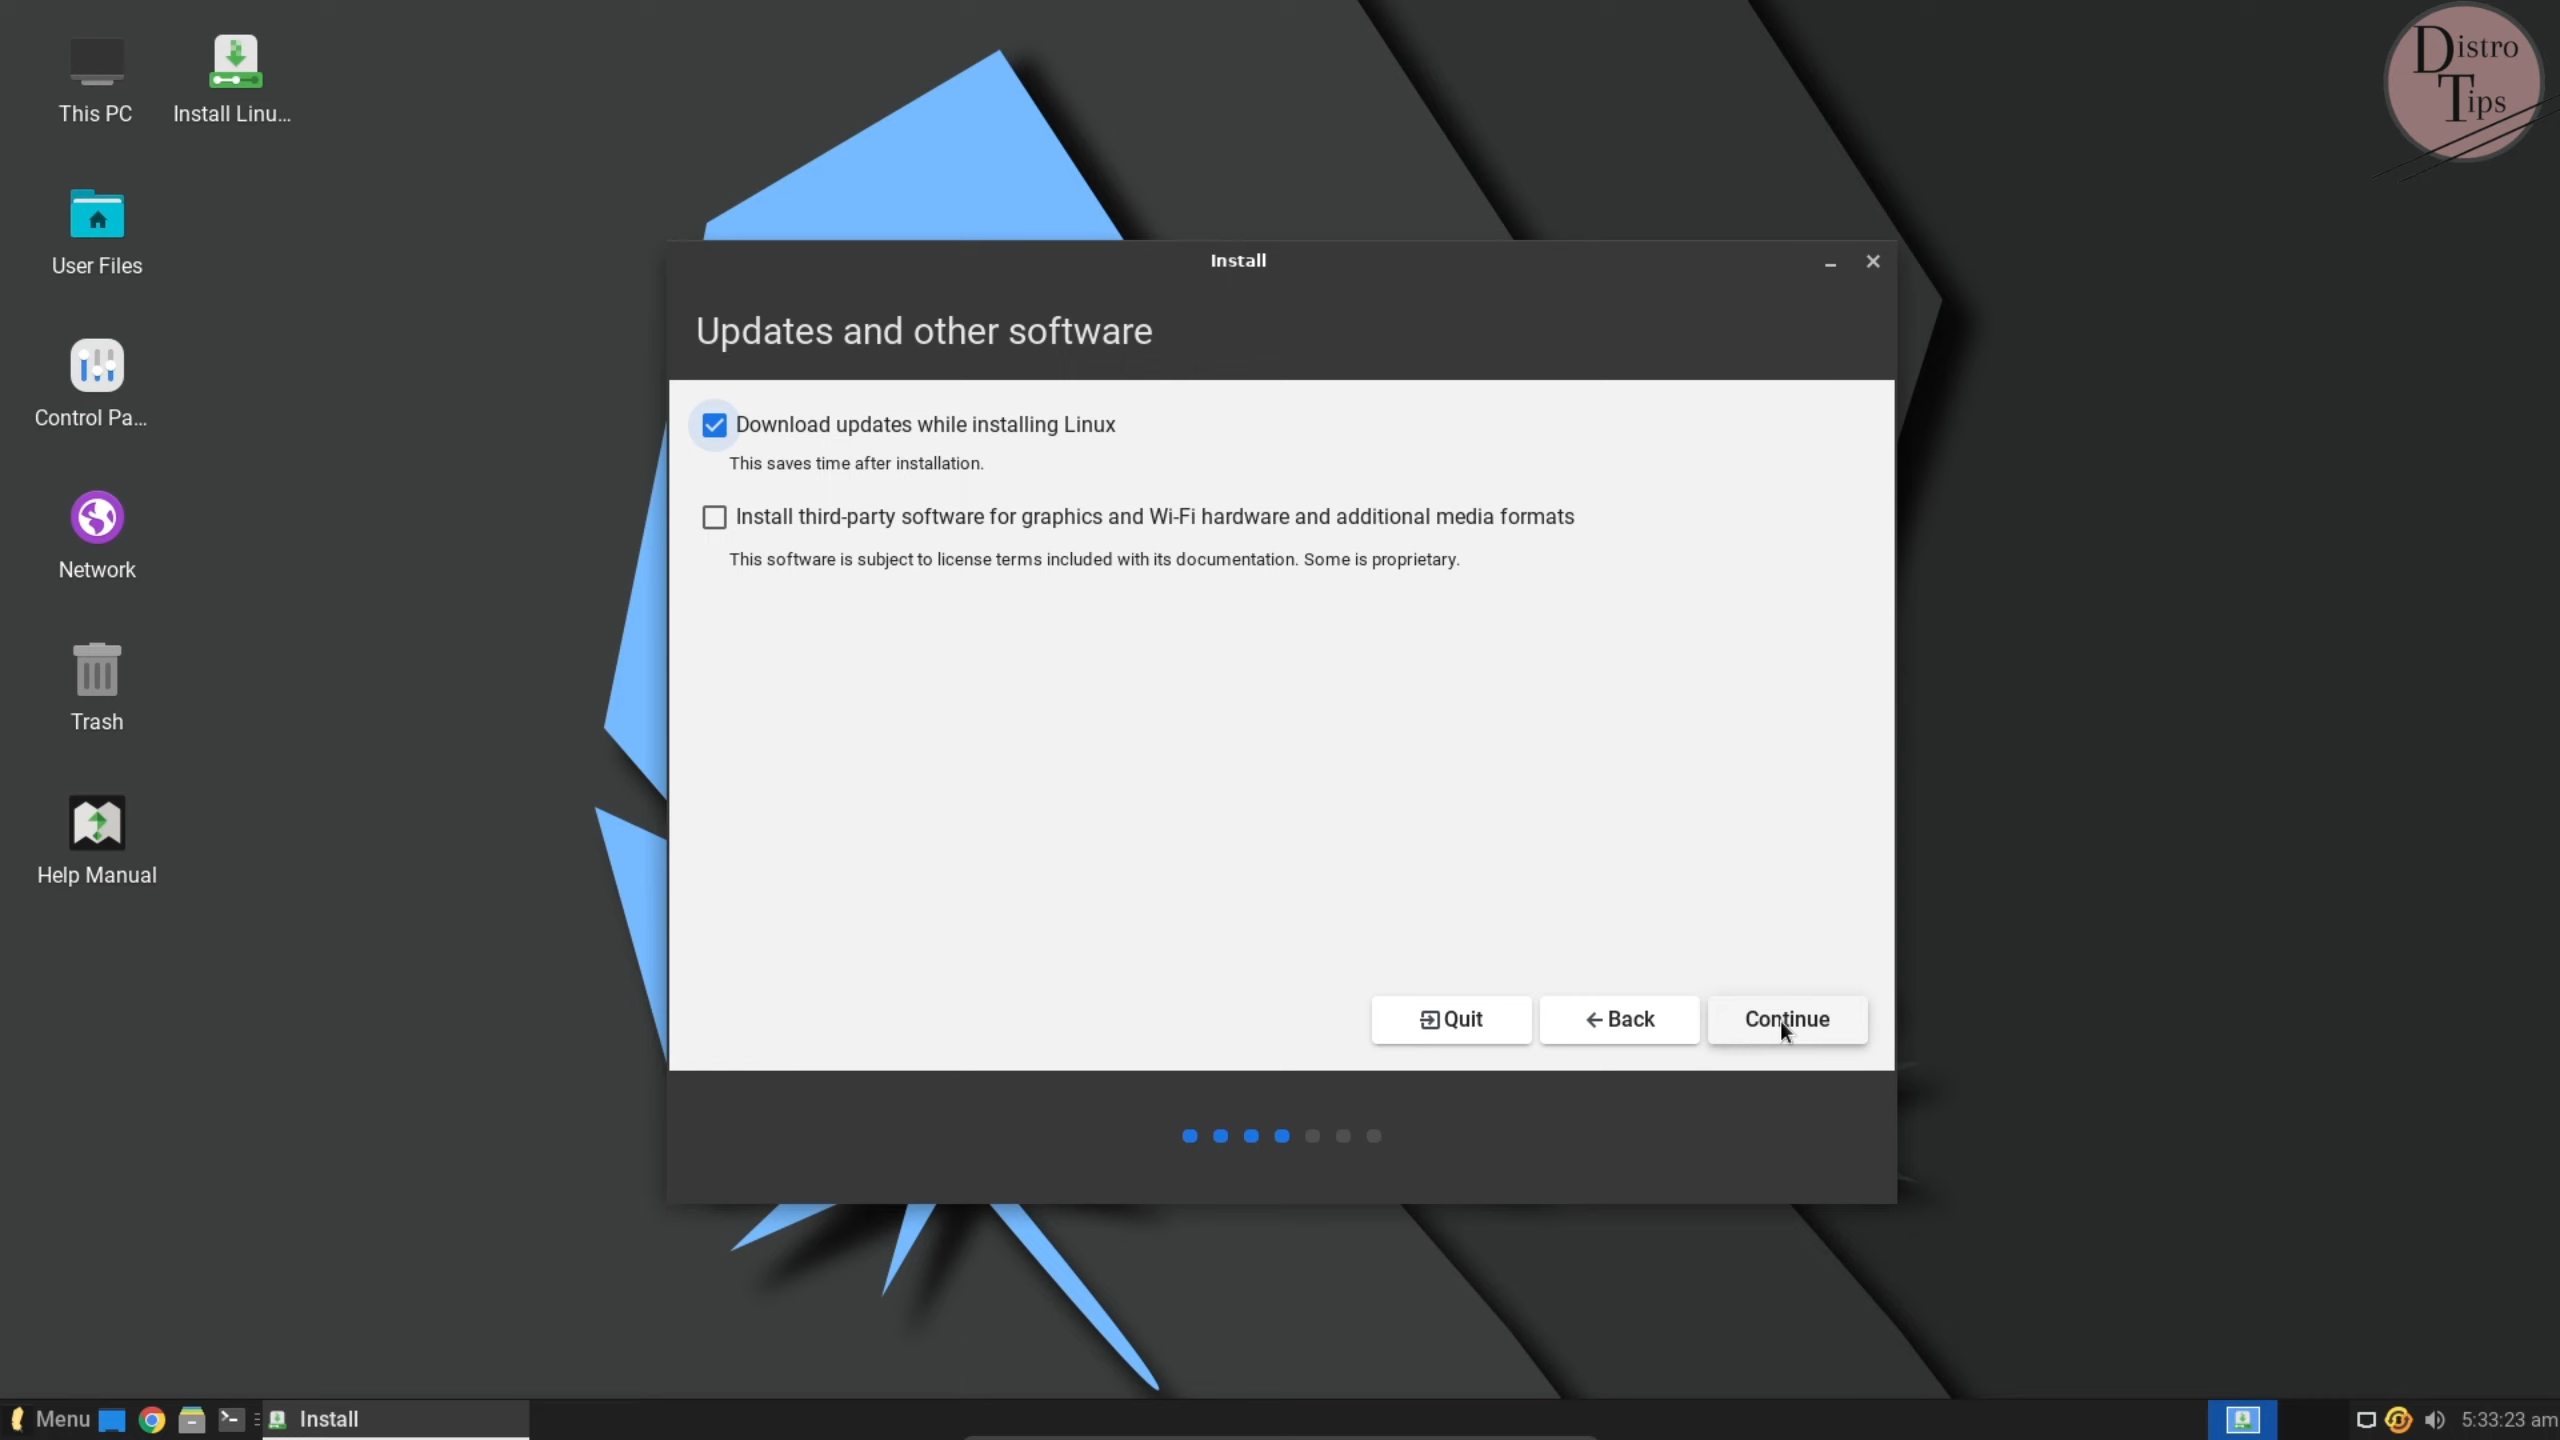 This PC
Install Linu...
User Files
Control Pa...
Network
Trash
Help Manual
Distro
Tips
Install
Updates and other software
Download updates while installing Linux
This saves time after installation.
Install third-party software for graphics and Wi-Fi hardware and additional media formats
This software is subject to license terms included with its documentation. Some is proprietary.
Quit
Back
Continue
Menu
Install
5:33:23 am